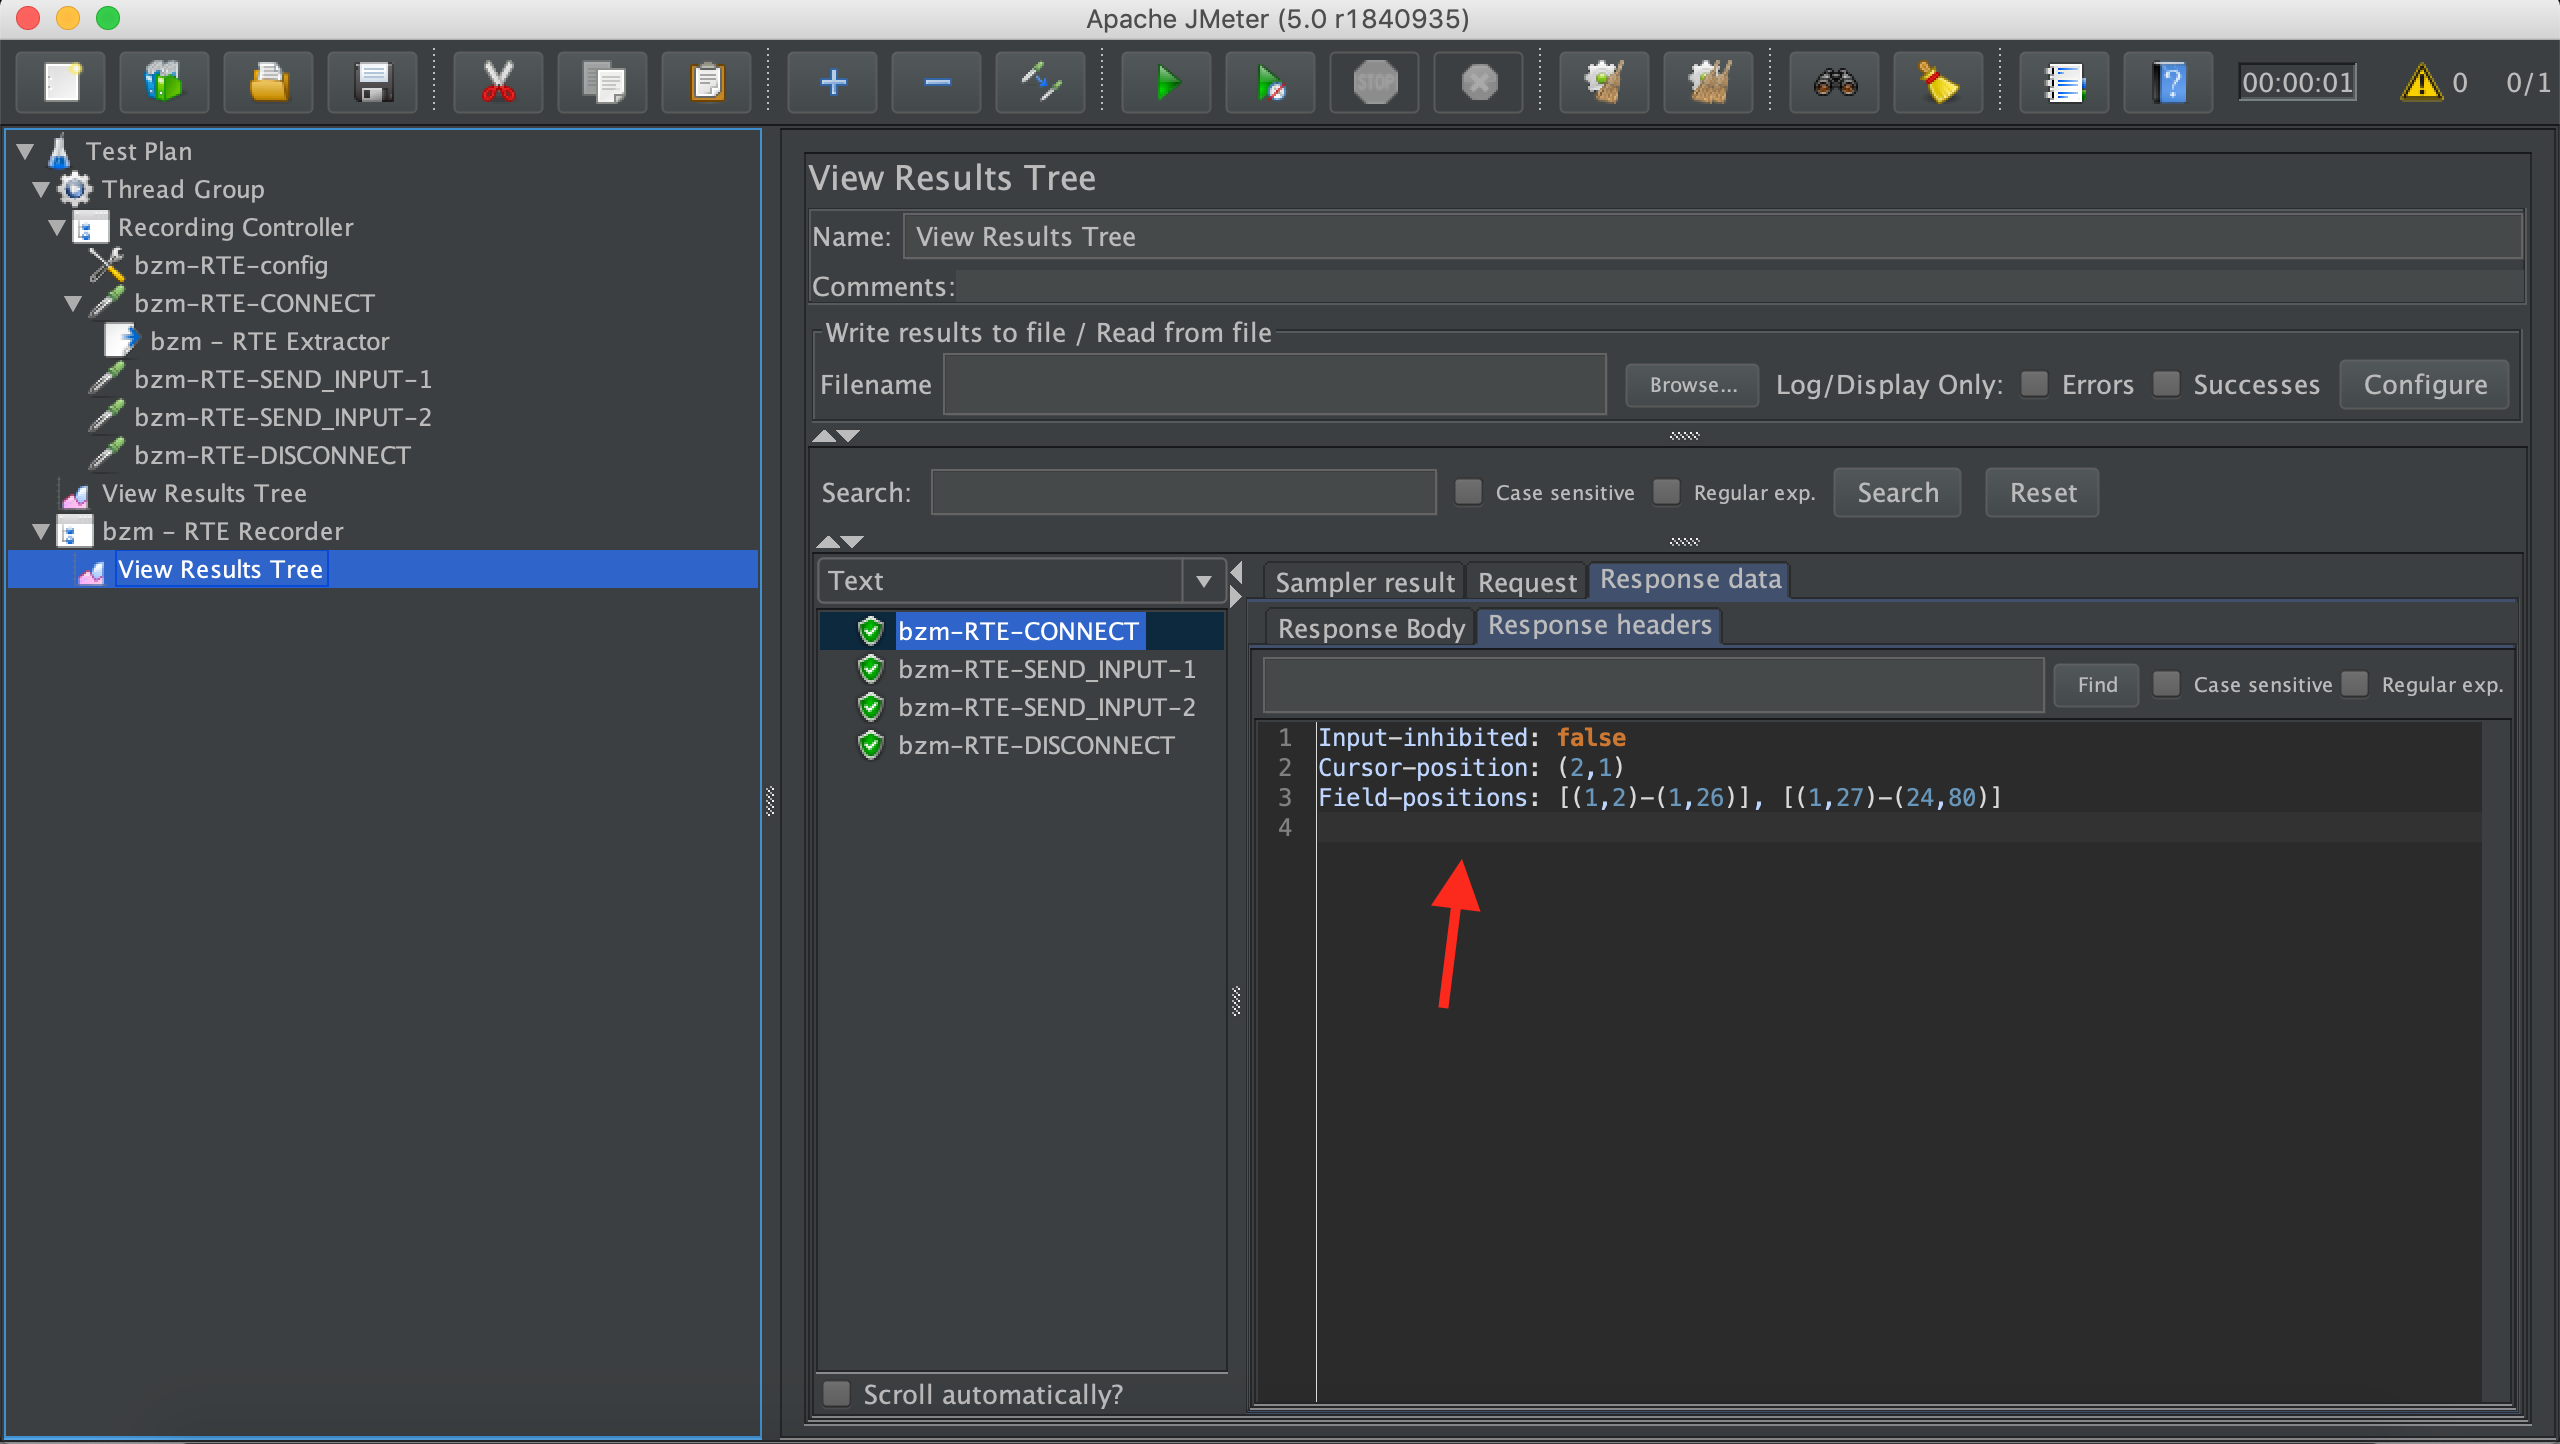 Apache JMeter (5.0 r1840935)
STOP
?
00:00:01
0
0/1
Test Plan
Thread Group
Recording Controller
bzm-RTE-config
bzm-RTE-CONNECT
bzm - RTE Extractor
bzm-RTE-SEND_INPUT-1
bzm-RTE-SEND_INPUT-2
bzm-RTE-DISCONNECT
View Results Tree
bzm - RTE Recorder
View Results Tree
View Results Tree
Name: View Results Tree
Comments:
Write results to file / Read from file
Filename Browse... Log/Display Only: Errors Successes Configure
Search: Case sensitive Regular exp. Search Reset
Text
bzm-RTE-CONNECT
bzm-RTE-SEND_INPUT-1
bzm-RTE-SEND_INPUT-2
bzm-RTE-DISCONNECT
Scroll automatically?
Sampler result Request Response data
Response Body Response headers
Find Case sensitive Regular exp.
1 Input-inhibited: false
2 Cursor-position: (2,1)
3 Field-positions: [(1,2)-(1,26)], [(1,27)-(24,80)]
4